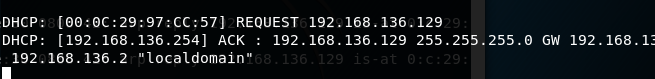 DHCP: [00:0C:29:97:CC:57] REQUEST 192.168.136.129
DHCP: [192.168.136.254] ACK : 192.168.136.129 255.255.255.0 GW 192.168.13
192.168.136.2 "localdomain"